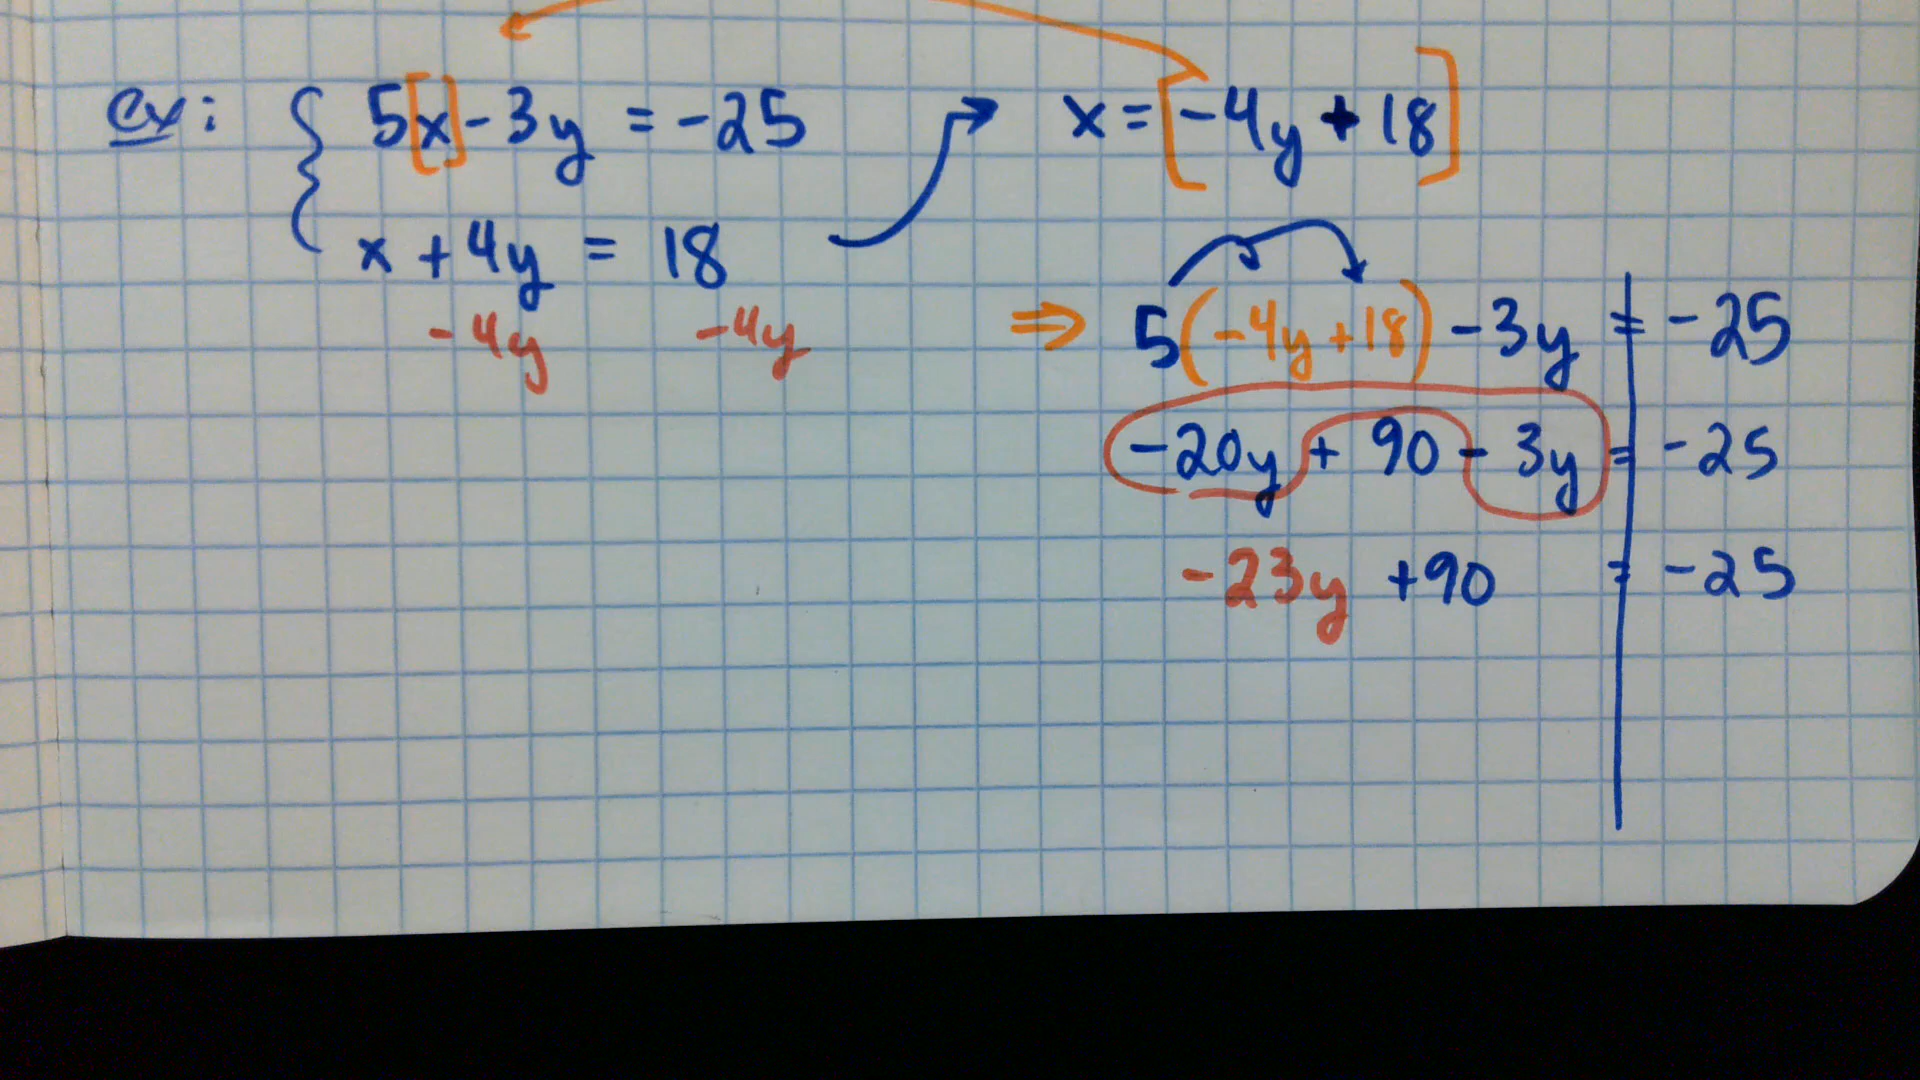 ex: { 5[x] - 3y = -25
x + 4y = 18
-4y -4y
x = [-4y + 18]
⇒ 5(-4y + 18) - 3y = -25
-20y + 90 - 3y = -25
-23y + 90 = -25